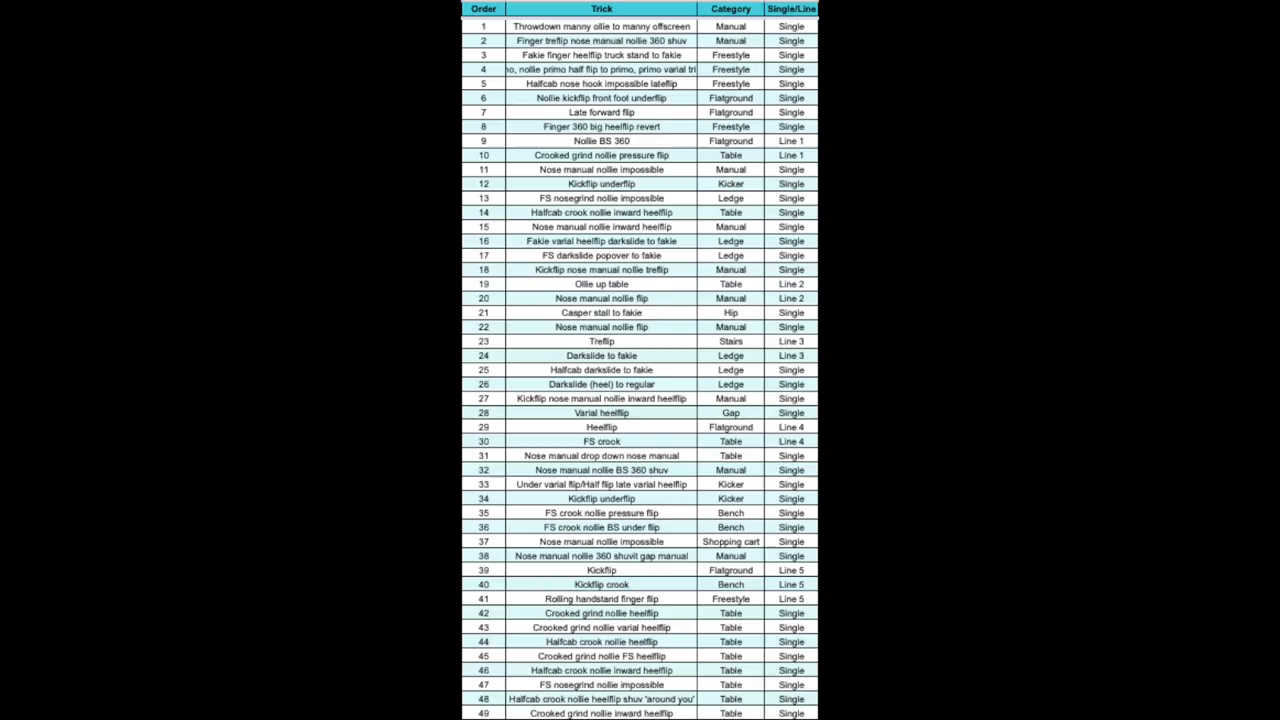 Order Trick Category Single/Line
1 Throwdown manny ollie to manny offscreen Manual Single
2 Finger treflip nose manual nollie 360 shuv Manual Single
3 Fakie finger heelflip truck stand to fakie Freestyle Single
4 no, nollie primo half flip to primo, primo varial tri Freestyle Single
5 Halfcab nose hook impossible lateflip Freestyle Single
6 Nollie kickflip front foot underflip Flatground Single
7 Late forward flip Flatground Single
8 Finger 360 big heelflip revert Freestyle Single
9 Nollie BS 360 Flatground Line 1
10 Crooked grind nollie pressure flip Table Line 1
11 Nose manual nollie impossible Manual Single
12 Kickflip underflip Kicker Single
13 FS nosegrind nollie impossible Ledge Single
14 Halfcab crook nollie inward heelflip Table Single
15 Nose manual nollie inward heelflip Manual Single
16 Fakie varial heelflip darkslide to fakie Ledge Single
17 FS darkslide popover to fakie Ledge Single
18 Kickflip nose manual nollie treflip Manual Single
19 Ollie up table Table Line 2
20 Nose manual nollie flip Manual Line 2
21 Casper stall to fakie Hip Single
22 Nose manual nollie flip Manual Single
23 Treflip Stairs Line 3
24 Darkslide to fakie Ledge Line 3
25 Halfcab darkslide to fakie Ledge Single
26 Darkslide (heel) to regular Ledge Single
27 Kickflip nose manual nollie inward heelflip Manual Single
28 Varial heelflip Gap Single
29 Heelflip Flatground Line 4
30 FS crook Table Line 4
31 Nose manual drop down nose manual Table Single
32 Nose manual nollie BS 360 shuv Manual Single
33 Under varial flip/Half flip late varial heelflip Kicker Single
34 Kickflip underflip Kicker Single
35 FS crook nollie pressure flip Bench Single
36 FS crook nollie BS under flip Bench Single
37 Nose manual nollie impossible Shopping cart Single
38 Nose manual nollie 360 shuvit gap manual Manual Single
39 Kickflip Flatground Line 5
40 Kickflip crook Bench Line 5
41 Rolling handstand finger flip Freestyle Line 5
42 Crooked grind nollie heelflip Table Single
43 Crooked grind nollie varial heelflip Table Single
44 Halfcab crook nollie heelflip Table Single
45 Crooked grind nollie FS heelflip Table Single
46 Halfcab crook nollie inward heelflip Table Single
47 FS nosegrind nollie impossible Table Single
48 Halfcab crook nollie heelflip shuv 'around you' Table Single
49 Crooked grind nollie inward heelflip Table Single